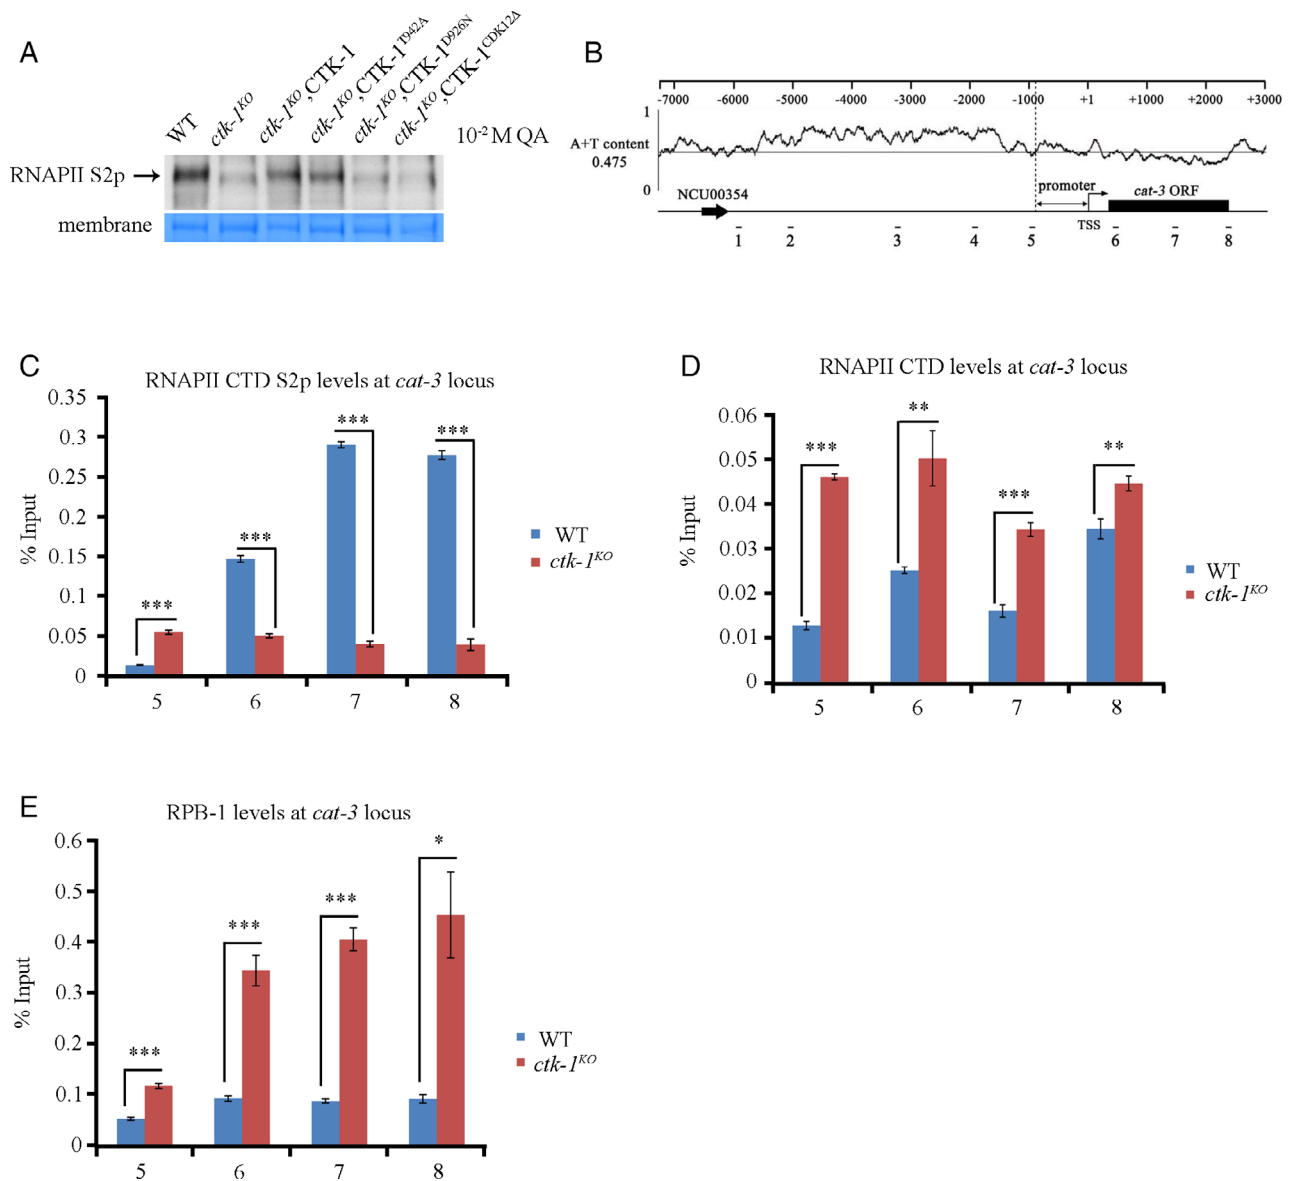 A
WT
ctk-1KO
ctk-1KO ,CTK-1
ctk-1KO ,CTK-1T942A
ctk-1KO ,CTK-1D926N
ctk-1KO ,CTK-1CDK12Δ
10-2 M QA
RNAPII S2p
membrane
B
-7000 -6000 -5000 -4000 -3000 -2000 -1000 +1 +1000 +2000 +3000
1
A+T content
0.475
0
NCU00354
promoter
cat-3 ORF
TSS
1 2 3 4 5 6 7 8
C
RNAPII CTD S2p levels at cat-3 locus
0.35
0.3
0.25
0.2
0.15
0.1
0.05
0
% Input
***
***
***
***
5 6 7 8
WT
ctk-1KO
D
RNAPII CTD levels at cat-3 locus
0.06
0.05
0.04
0.03
0.02
0.01
0
% Input
***
**
***
**
5 6 7 8
WT
ctk-1KO
E
RPB-1 levels at cat-3 locus
0.6
0.5
0.4
0.3
0.2
0.1
0
% Input
***
***
***
*
5 6 7 8
WT
ctk-1KO